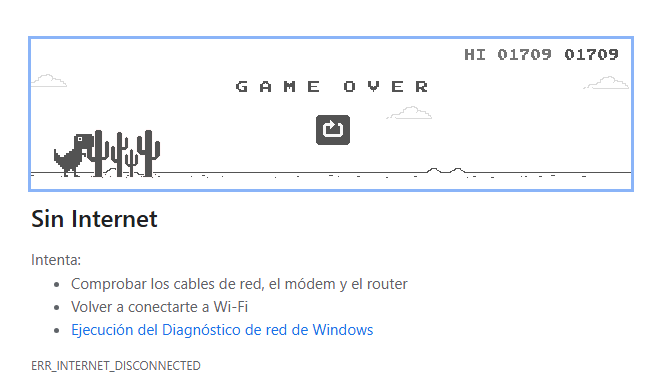 HI 01709 01709
GAME OVER
Sin Internet
Intenta:
• Comprobar los cables de red, el módem y el router
• Volver a conectarte a Wi-Fi
• Ejecución del Diagnóstico de red de Windows
ERR_INTERNET_DISCONNECTED